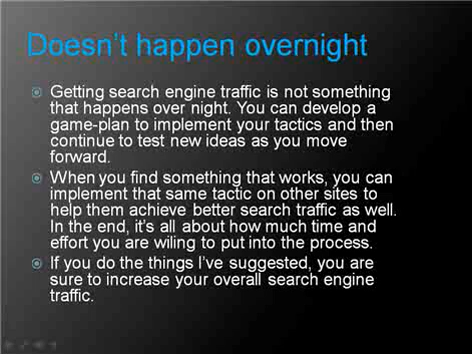 Doesn't happen overnight
Getting search engine traffic is not something
that happens over night. You can develop a
game-plan to implement your tactics and then
continue to test new ideas as you move
forward.
When you find something that works, you can
implement that same tactic on other sites to
help them achieve better search traffic as well.
In the end, it's all about how much time and
effort you are wiling to put into the process.
If you do the things I've suggested, you are
sure to increase your overall search engine
traffic.